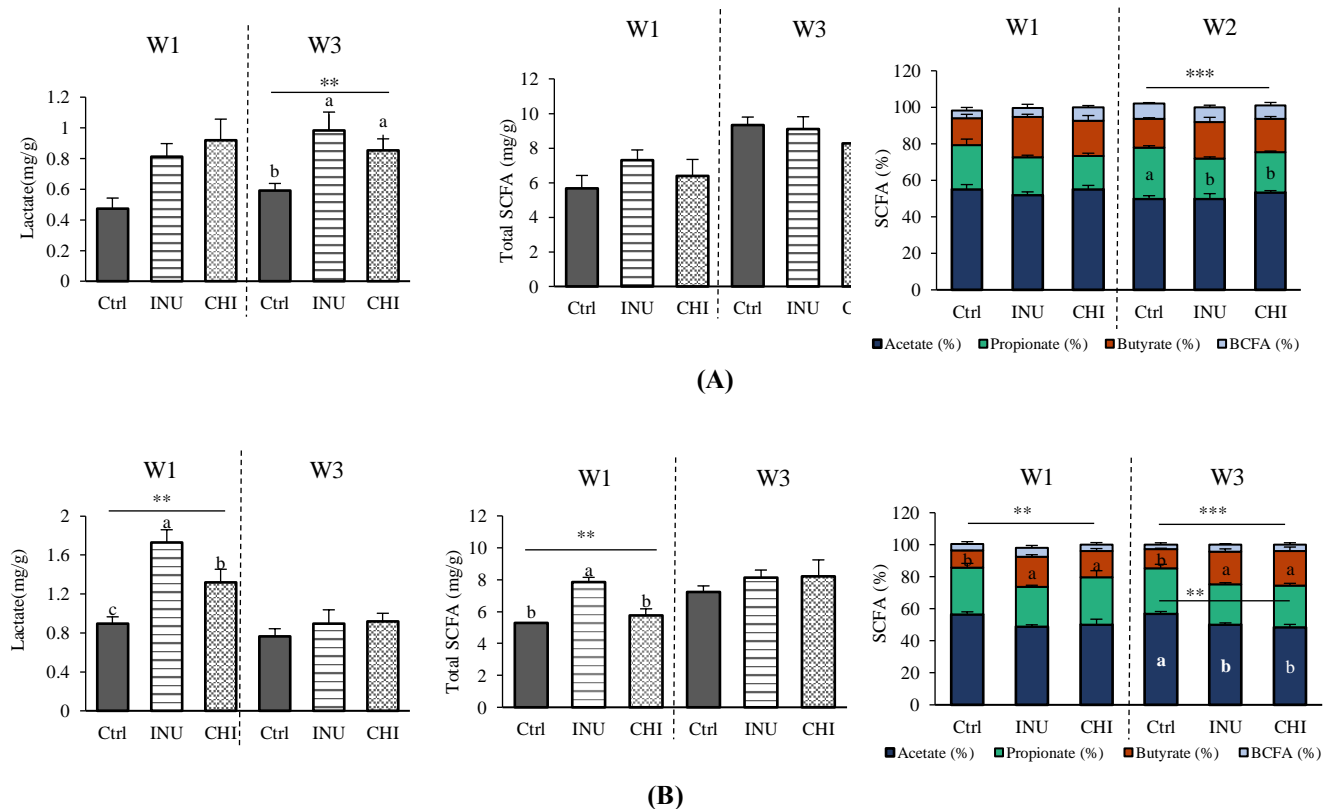 W1 W3
**
Lactate(mg/g)
1.2
1
0.8
0.6
0.4
0.2
0
b a a
Ctrl INU CHI Ctrl INU CHI
W1 W3
Total SCFA (mg/g)
12
10
8
6
4
2
0
Ctrl INU CHI Ctrl INU C
W1 W2
***
SCFA (%)
120
100
80
60
40
20
0
a b b
Ctrl INU CHI Ctrl INU CHI
Acetate (%) Propionate (%) Butyrate (%) BCFA (%)
(A)
W1 W3
**
Lactate(mg/g)
2
1.6
1.2
0.8
0.4
0
c a b
Ctrl INU CHI Ctrl INU CHI
W1 W3
**
Total SCFA (mg/g)
12
10
8
6
4
2
0
b a b
Ctrl INU CHI Ctrl INU CHI
W1 W3
** ***
SCFA (%)
120
100
80
60
40
20
0
b a a b a a
**
a b b
Ctrl INU CHI Ctrl INU CHI
Acetate (%) Propionate (%) Butyrate (%) BCFA (%)
(B)